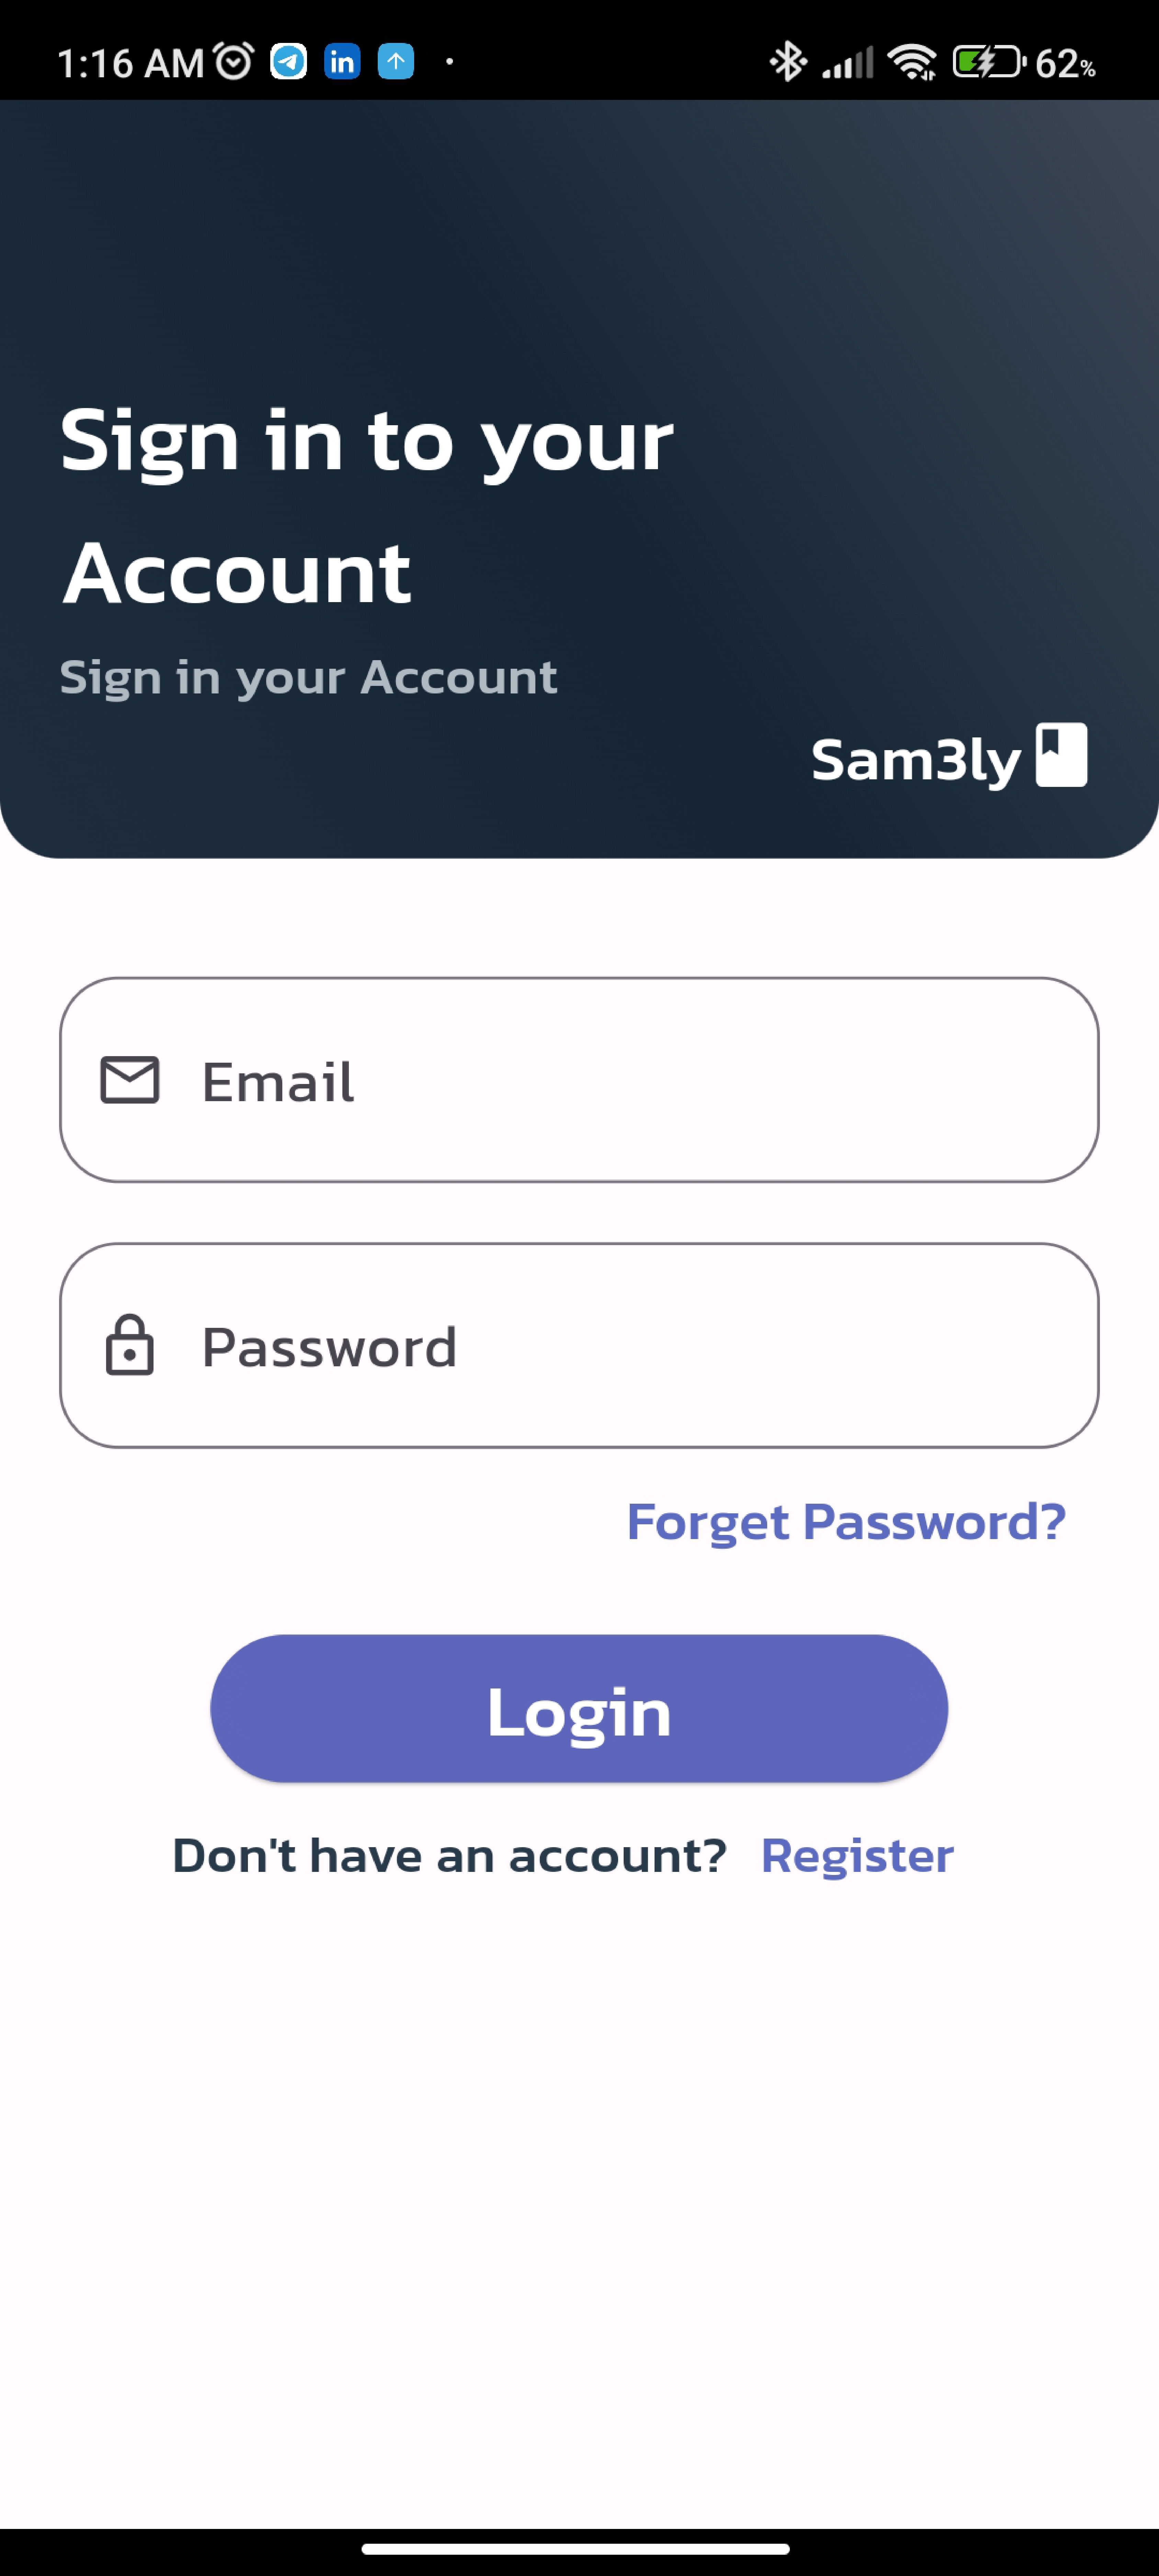 1:16 AM
62%
Sign in to your
Account
Sign in your Account
Sam3ly
Email
Password
Forget Password?
Login
Don't have an account? Register